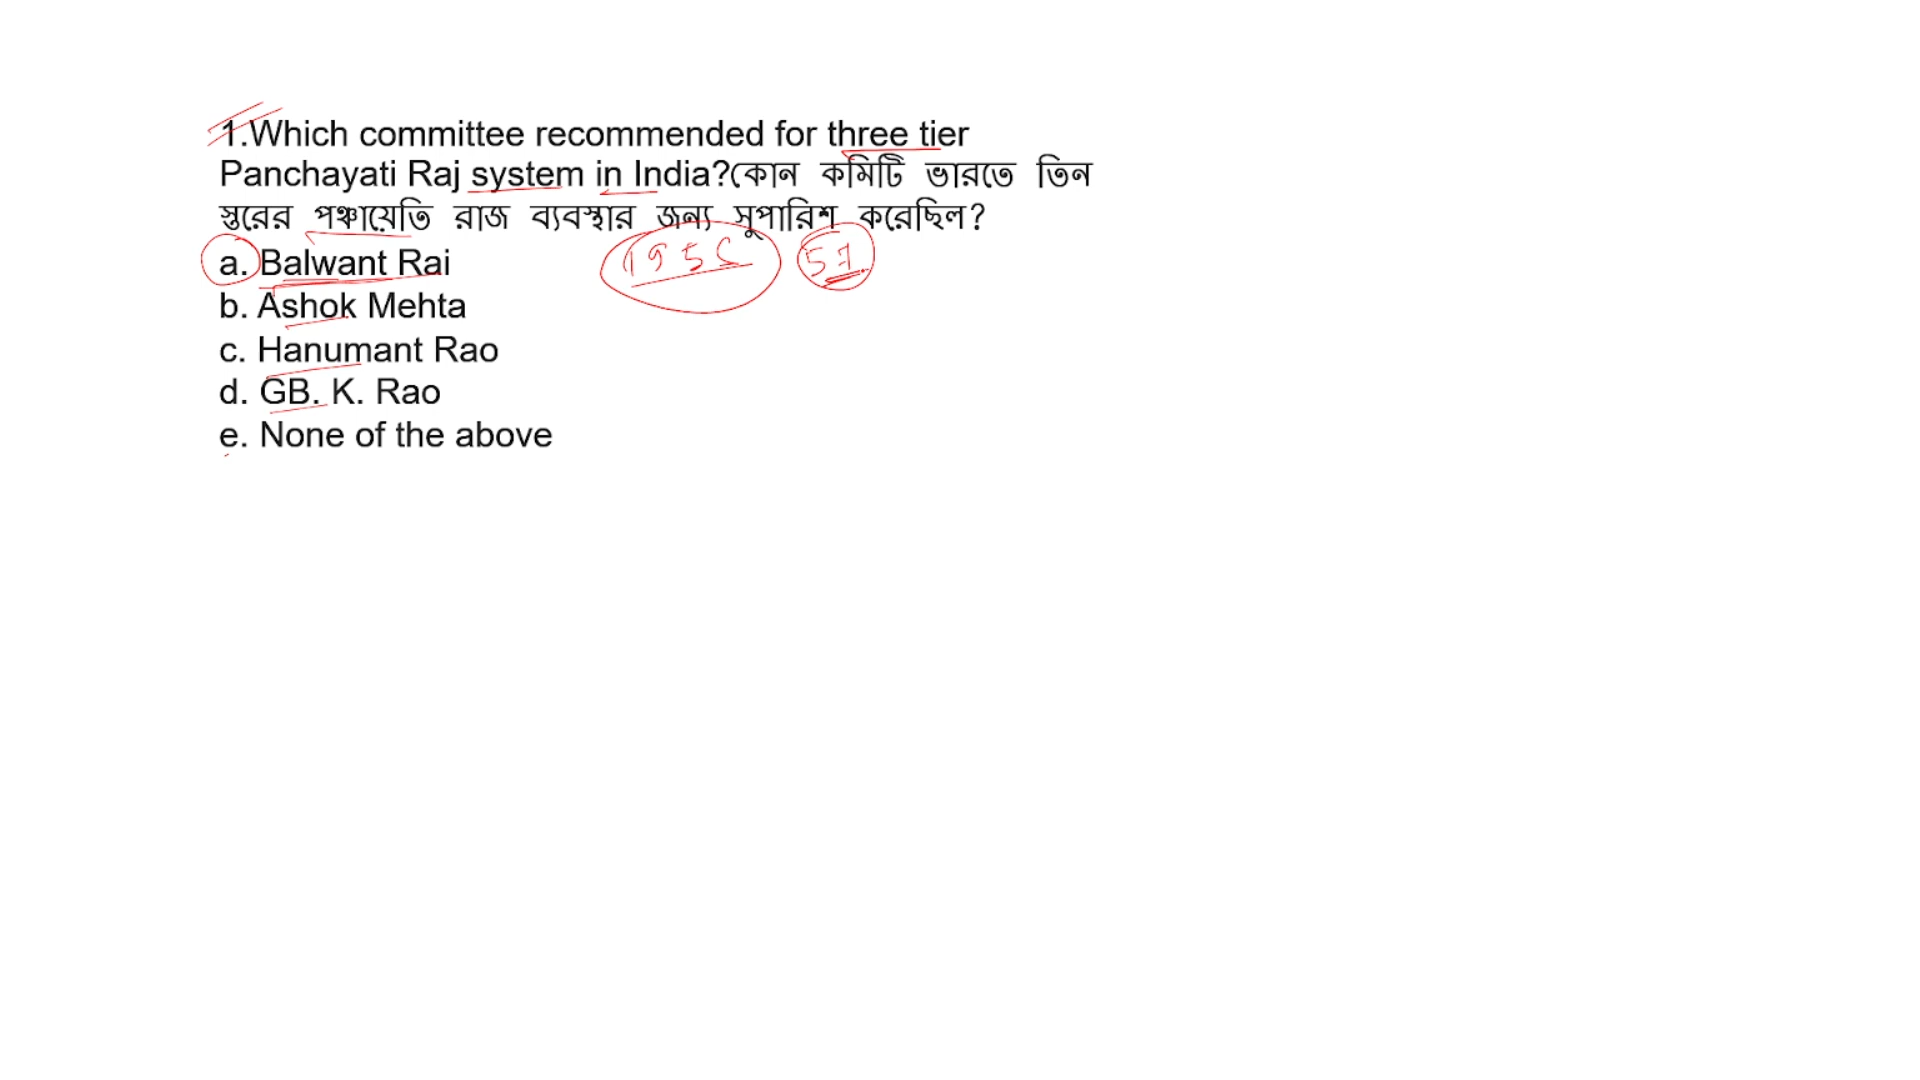 1.Which committee recommended for three tier
Panchayati Raj system in India?কোন কমিটি ভারতে তিন
স্তরের পঞ্চায়েতি রাজ ব্যবস্থার জন্য সুপারিশ করেছিল?
a. Balwant Rai
b. Ashok Mehta
c. Hanumant Rao
d. GB. K. Rao
e. None of the above
57